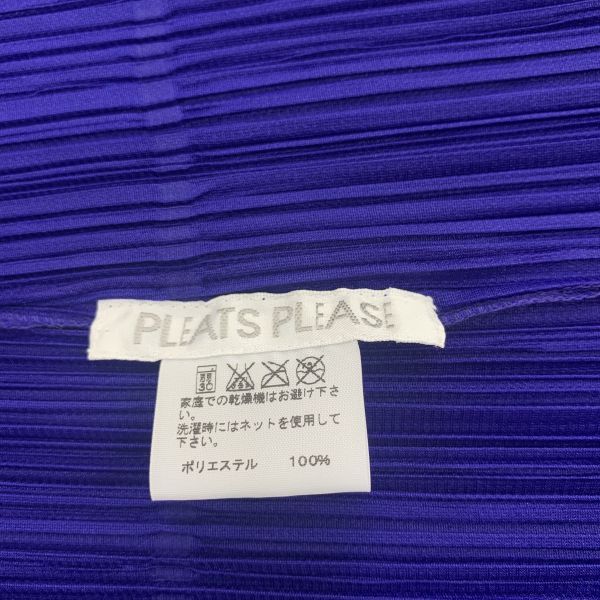 PLEATS PLEASE
30
家庭での乾燥機はお避け下さ
い。
洗濯時にはネットを使用して
下さい。
ポリエステル 100%